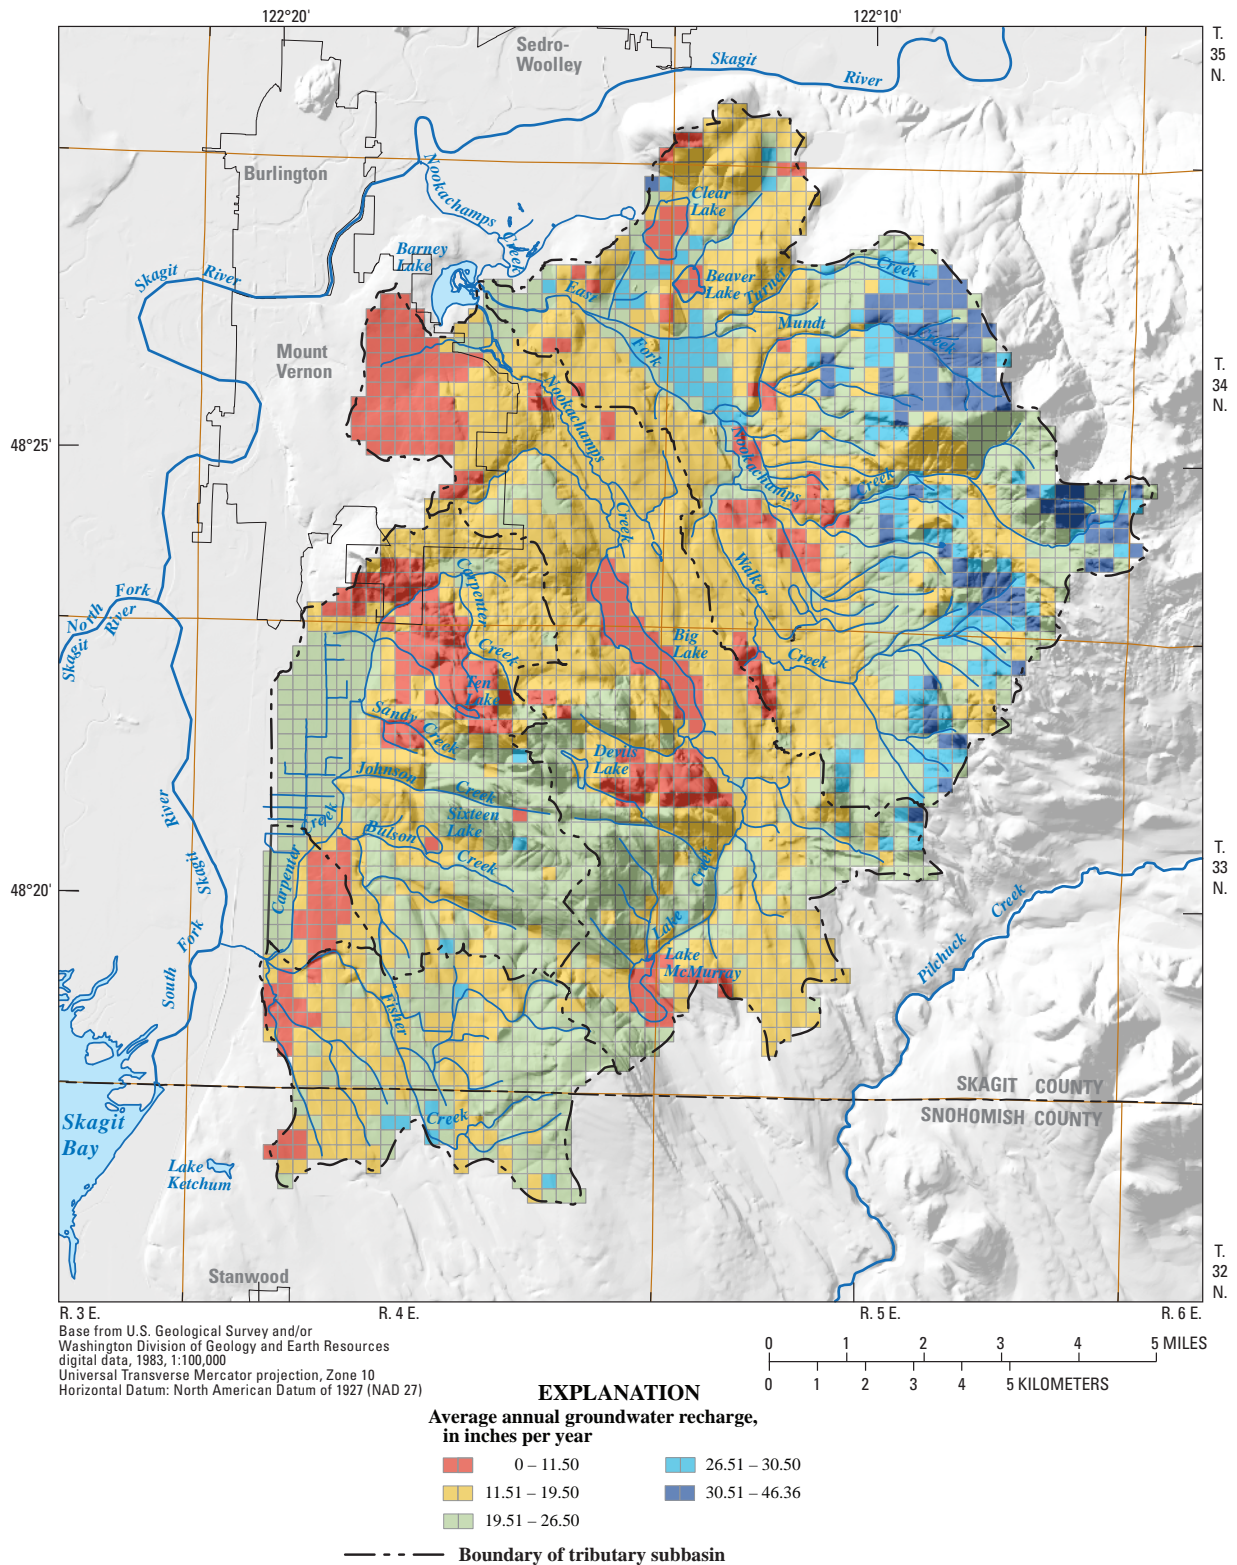 122°20'
122°10'
T.
35
N.
Sedro-
Woolley
Skagit
River
Burlington
Nookachamps
Creek
Clear
Lake
Barney
Lake
Skagit
River
Beaver
Lake
Turner
Creek
East
Fork
Mundt
Creek
Mount
Vernon
T.
34
N.
Nookachamps
Creek
48°25'
Nookachamps
Creek
Carpenter
Creek
Walker
Creek
North
Fork
Skagit
River
Big
Lake
Ten
Lake
Sandy
Creek
Devils
Lake
Johnson
Creek
Sixteen
Lake
Bulson
Creek
Carpenter
Creek
River
Skagit
T.
33
N.
48°20'
Creek
Lake
Pilchuck
Creek
South
Fork
Lake
McMurray
Fisher
Creek
SKAGIT COUNTY
SNOHOMISH COUNTY
Skagit
Bay
Lake
Ketchum
T.
32
N.
Stanwood
R. 3 E.
R. 4 E.
R. 5 E.
R. 6 E.
Base from U.S. Geological Survey and/or
Washington Division of Geology and Earth Resources
digital data, 1983, 1:100,000
Universal Transverse Mercator projection, Zone 10
Horizontal Datum: North American Datum of 1927 (NAD 27)
0 1 2 3 4 5 MILES
0 1 2 3 4 5 KILOMETERS
EXPLANATION
Average annual groundwater recharge,
in inches per year
0 – 11.50
11.51 – 19.50
19.51 – 26.50
26.51 – 30.50
30.51 – 46.36
Boundary of tributary subbasin